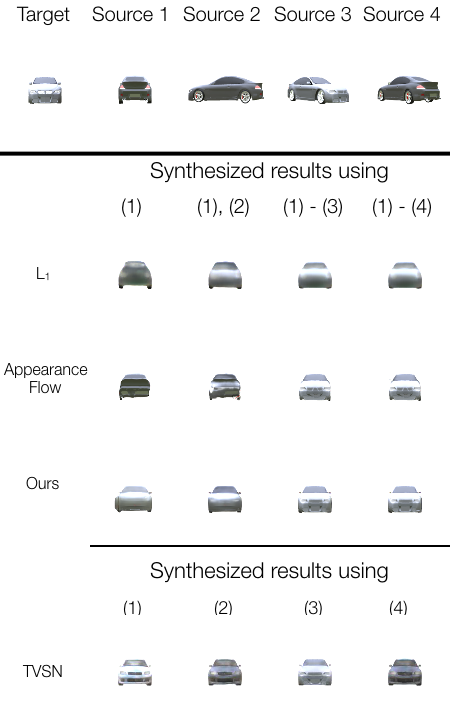 Target Source 1 Source 2 Source 3 Source 4
Synthesized results using
(1) (1), (2) (1) - (3) (1) - (4)
L₁
Appearance
Flow
Ours
Synthesized results using
(1) (2) (3) (4)
TVSN